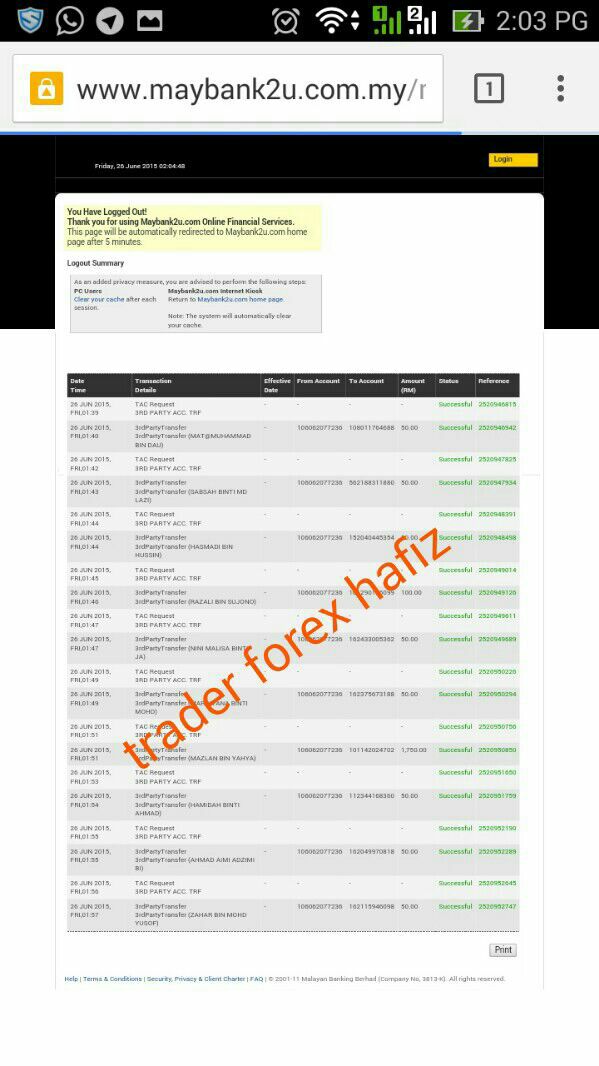 2:03 PG
www.maybank2u.com.my/r
1
Friday, 26 June 2015 02:04:48
Login
You Have Logged Out!
Thank you for using Maybank2u.com Online Financial Services.
This page will be automatically redirected to Maybank2u.com home
page after 5 minutes.
Logout Summary
As an added privacy measure, you are advised to perform the following steps:
PC Users Maybank2u.com Internet Kiosk
Clear your cache after each Return to Maybank2u.com home page
session.
Note: The system will automatically clear
your cache.
Date Transaction Effective From Account To Account Amount Status Reference
Time Details Date (RM)
26 JUN 2015, TAC Request - - - - Successful 2520946815
FRI,01:39 3RD PARTY ACC. TRF
26 JUN 2015, 3rdPartyTransfer - 106062077236 108011764688 50.00 Successful 2520946942
FRI,01:40 3rdPartyTransfer (MAT@MUHAMMAD
BIN DAU)
26 JUN 2015, TAC Request - - - - Successful 2520947825
FRI,01:42 3RD PARTY ACC. TRF
26 JUN 2015, 3rdPartyTransfer - 106062077236 562188311880 50.00 Successful 2520947934
FRI,01:43 3rdPartyTransfer (SABSAH BINTI MD
LAZI)
26 JUN 2015, TAC Request - - - - Successful 2520948391
FRI,01:44 3RD PARTY ACC. TRF
26 JUN 2015, 3rdPartyTransfer - 106062077236 152040445354 Successful 2520948498
FRI,01:44 3rdPartyTransfer (HASMADI BIN
HUSSIN)
26 JUN 2015, TAC Request - - - Successful 2520949014
FRI,01:45 3RD PARTY ACC. TRF
26 JUN 2015, 3rdPartyTransfer - 106062077236 100.00 Successful 2520949126
FRI,01:46 3rdPartyTransfer (RAZALI BIN SUJONO)
26 JUN 2015, TAC Request - - - Successful 2520949611
FRI,01:47 3RD PARTY ACC. TRF
26 JUN 2015, 3rdPartyTransfer - 162433005362 50.00 Successful 2520949689
FRI,01:47 3rdPartyTransfer (NINI MALISA
JA)
26 JUN 2015, TAC Request - - - Successful 2520950226
FRI,01:49 3RD PARTY ACC. TRF
26 JUN 2015, - 106062077236 162375673188 50.00 Successful 2520950294
FRI,01:49 3rdPartyTransfer BINTI
MOHD)
26 JUN 2015, TAC - - - - Successful 2520950756
FRI,01:51 3RD ACC. TRF
26 JUN 2015, 3rdPartyTransfer - 106062077236 101142024702 1,750.00 Successful 2520950850
FRI,01:51 3rdPartyTransfer (MAZLAN BIN YAHYA)
26 JUN 2015, TAC Request - - - - Successful 2520951650
FRI,01:53 3RD PARTY ACC. TRF
26 JUN 2015, 3rdPartyTransfer - 106062077236 112344168360 50.00 Successful 2520951759
FRI,01:54 3rdPartyTransfer (HAMIDAH BINTI
AHMAD)
26 JUN 2015, TAC Request - - - - Successful 2520952190
FRI,01:55 3RD PARTY ACC. TRF
26 JUN 2015, 3rdPartyTransfer - 106062077236 162049970818 50.00 Successful 2520952289
FRI,01:55 3rdPartyTransfer (AHMAD AIMI ADZIMI
BI)
26 JUN 2015, TAC Request - - - - Successful 2520952645
FRI,01:56 3RD PARTY ACC. TRF
26 JUN 2015, 3rdPartyTransfer - 106062077236 162115946098 50.00 Successful 2520952747
FRI,01:57 3rdPartyTransfer (ZAHAR BIN MOHD
YUSOF)
trader forex hafiz
Print
Help | Terms & Conditions | Security, Privacy & Client Charter | FAQ | © 2001-11 Malayan Banking Berhad (Company No. 3813-K). All rights reserved.